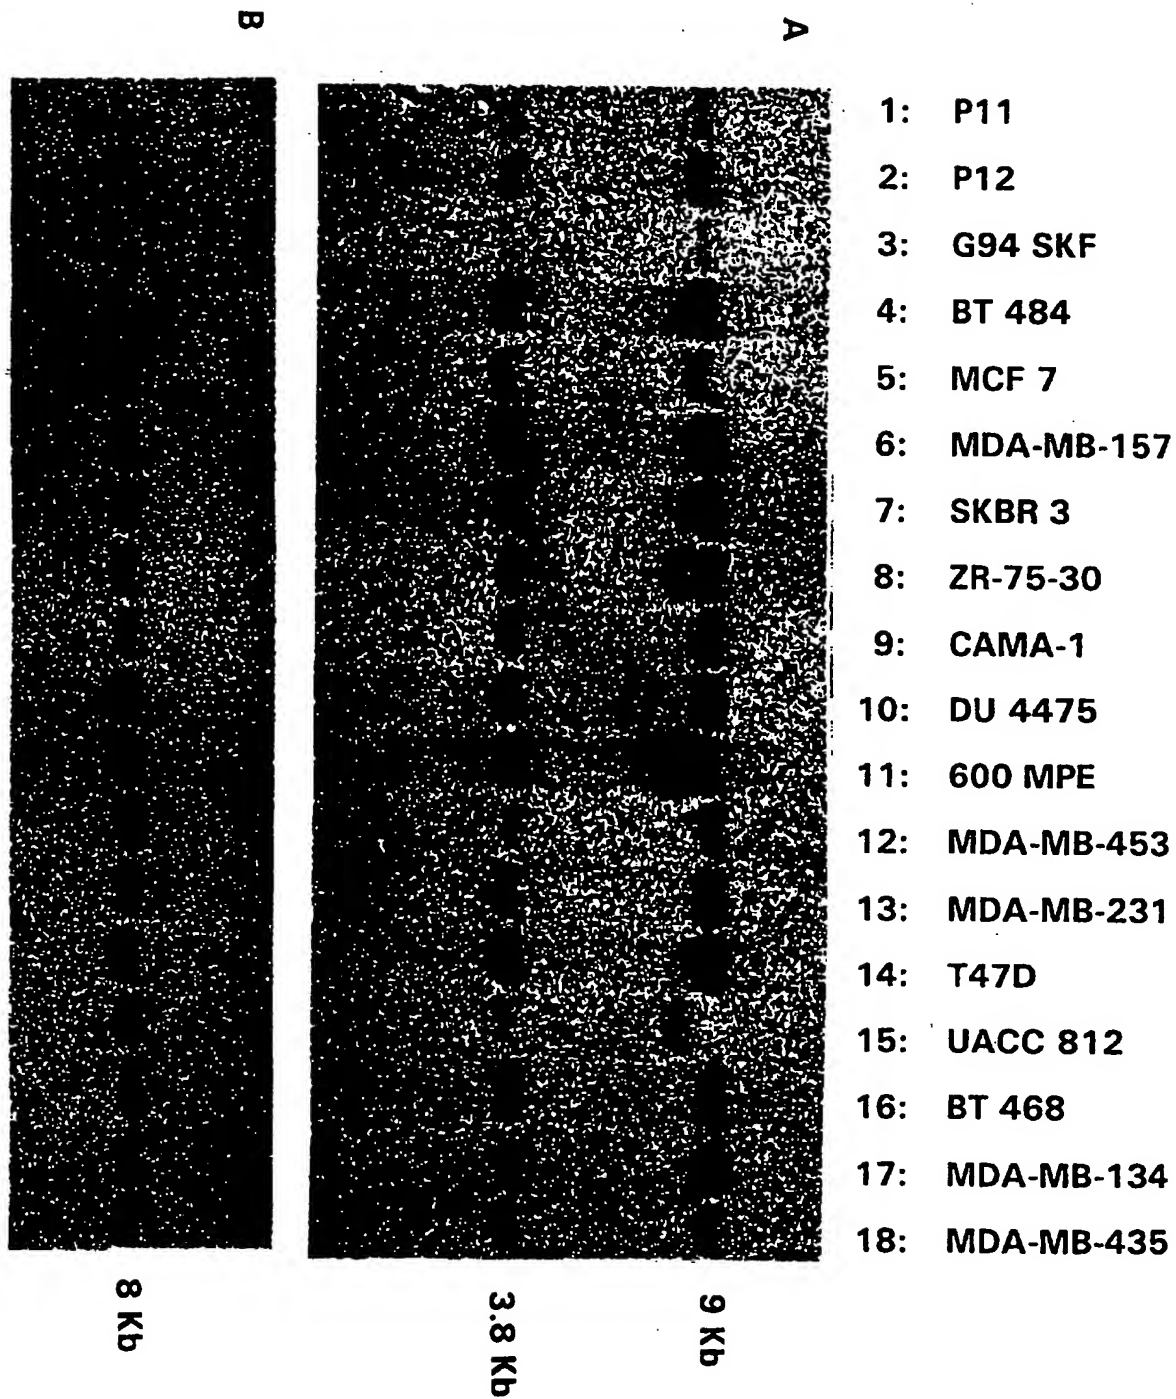 B
A
1: P11
2: P12
3: G94 SKF
4: BT 484
5: MCF 7
6: MDA-MB-157
7: SKBR 3
8: ZR-75-30
9: CAMA-1
10: DU 4475
11: 600 MPE
12: MDA-MB-453
13: MDA-MB-231
14: T47D
15: UACC 812
16: BT 468
17: MDA-MB-134
18: MDA-MB-435
8 Kb
3.8 Kb
9 Kb